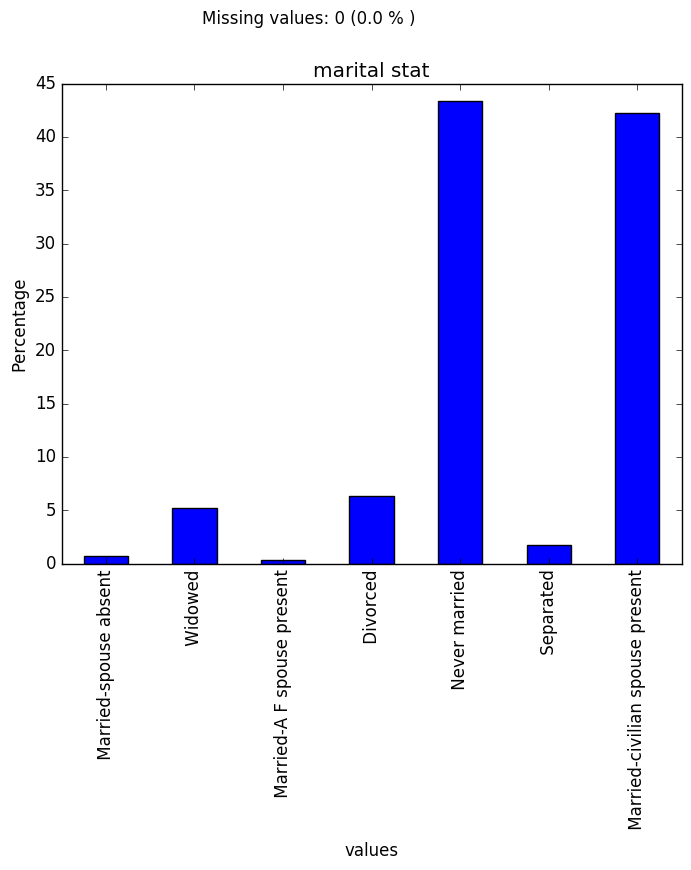 Missing values: 0 (0.0 % )
marital stat
45
40
35
30
25
20
15
10
5
0
Percentage
Married-spouse absent
Widowed
Married-A F spouse present
Divorced
Never married
Separated
Married-civilian spouse present
values